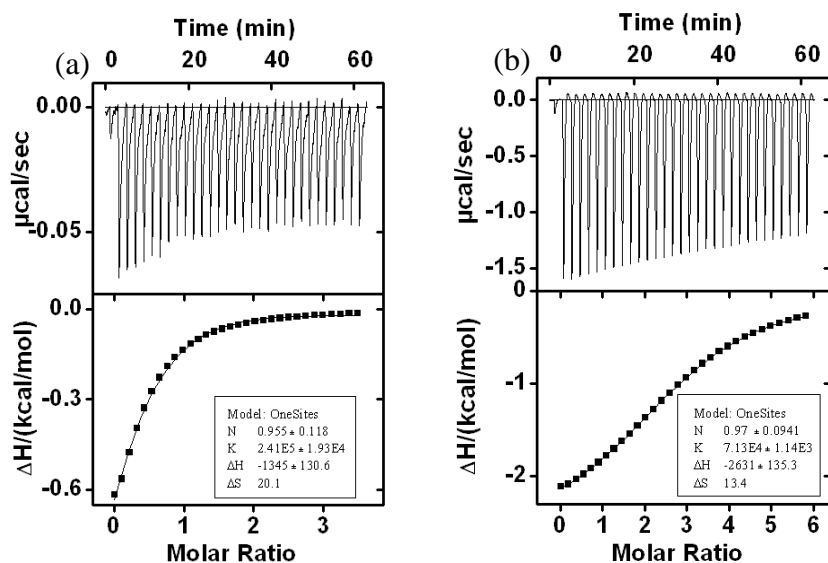 Time (min)
(a)
0 20 40 60
0.00
-0.05
µcal/sec
0.0
-0.3
-0.6
ΔH/(kcal/mol)
Model: OneSites
N 0.955 ± 0.118
K 2.41E5 ± 1.93E4
ΔH -1345 ± 130.6
ΔS 20.1
0 1 2 3
Molar Ratio
Time (min)
(b)
0 20 40 60
0.0
-0.5
-1.0
-1.5
µcal/sec
0
-1
-2
ΔH/(kcal/mol)
Model: OneSites
N 0.97 ± 0.0941
K 7.13E4 ± 1.14E3
ΔH -2631 ± 135.3
ΔS 13.4
0 1 2 3 4 5 6
Molar Ratio